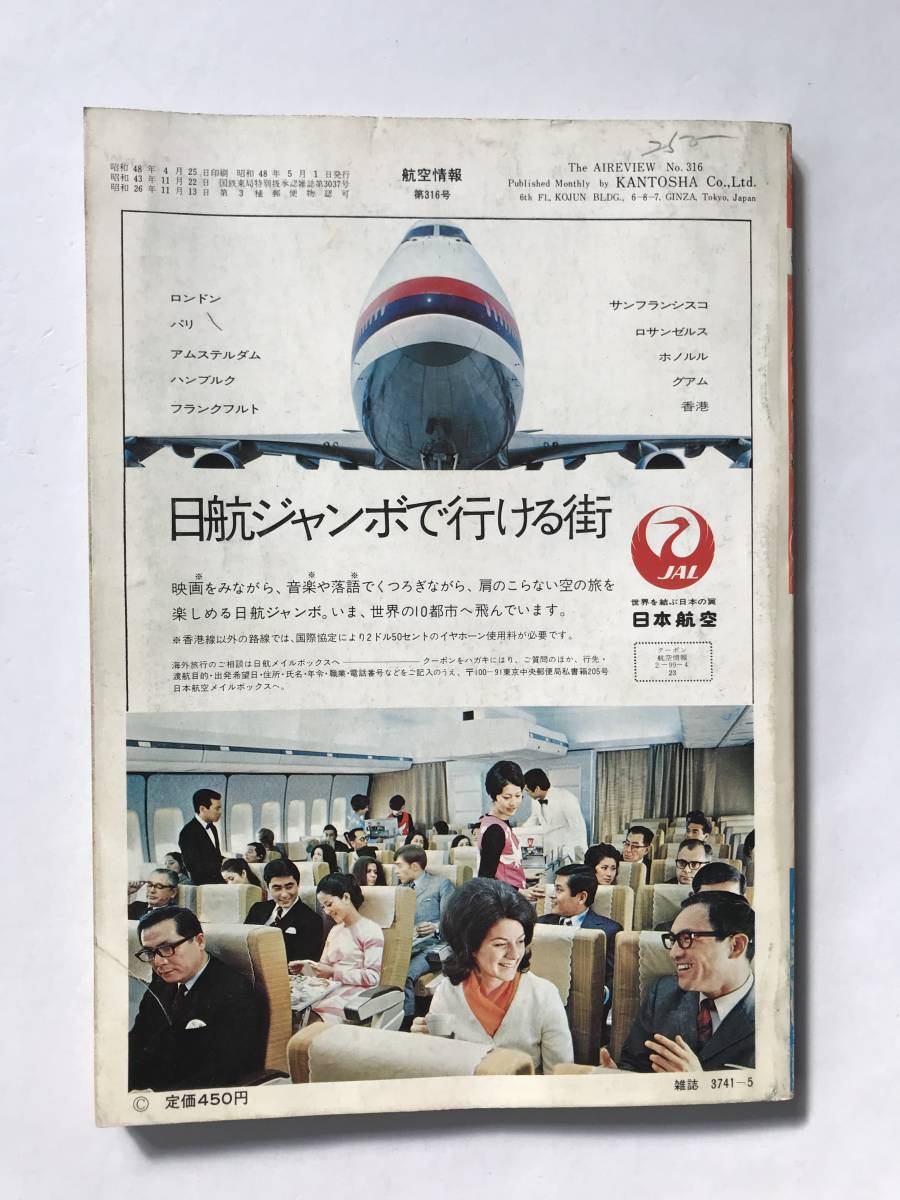 昭和48年4月25日印刷 昭和48年5月1日発行
昭和43年11月22日 国鉄東局特別扱承認雑誌第3037号
昭和26年11月13日 第3種郵便物認可
航空情報
第316号
The AIREVIEW No. 316
Published Monthly by KANTOSHA Co.,Ltd.
6th Fl., KOJUN BLDG., 6-8-7, GINZA, Tokyo, Japan
ロンドン
パリ
アムステルダム
ハンブルク
フランクフルト
サンフランシスコ
ロサンゼルス
ホノルル
グアム
香港
日航ジャンボで行ける街
映画※をみながら、音楽※や落語※でくつろぎながら、肩のこらない空の旅を
楽しめる日航ジャンボ。いま、世界の10都市へ飛んでいます。
※香港線以外の路線では、国際協定により2ドル50セントのイヤホーン使用料が必要です。
海外旅行のご相談は日航メイルボックスへ――――クーポンをハガキにはり、ご質問のほか、行先・
渡航目的・出発希望日・住所・氏名・年令・職業・電話番号などをご記入のうえ、〒100-91東京中央郵便局私書箱205号
日本航空メイルボックスへ。
JAL
世界を結ぶ日本の翼
日本航空
クーポン
航空情報
2-99-4
23
雑誌 3741-5
© 定価450円